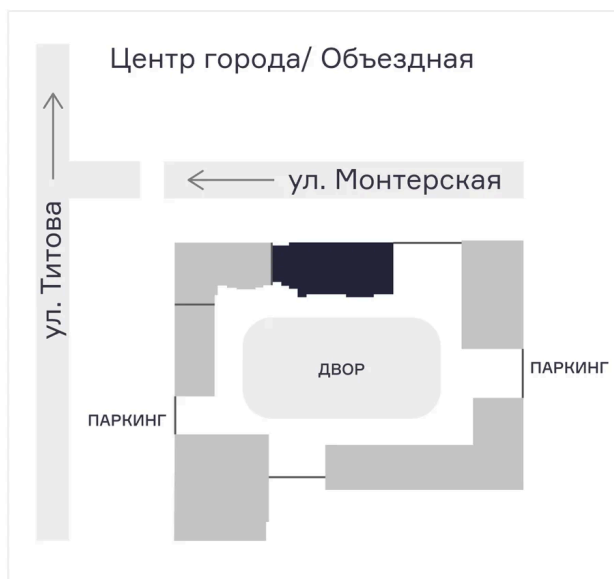 Центр города/ Объездная
ул. Монтерская
ул. Титова
ДВОР
ПАРКИНГ
ПАРКИНГ